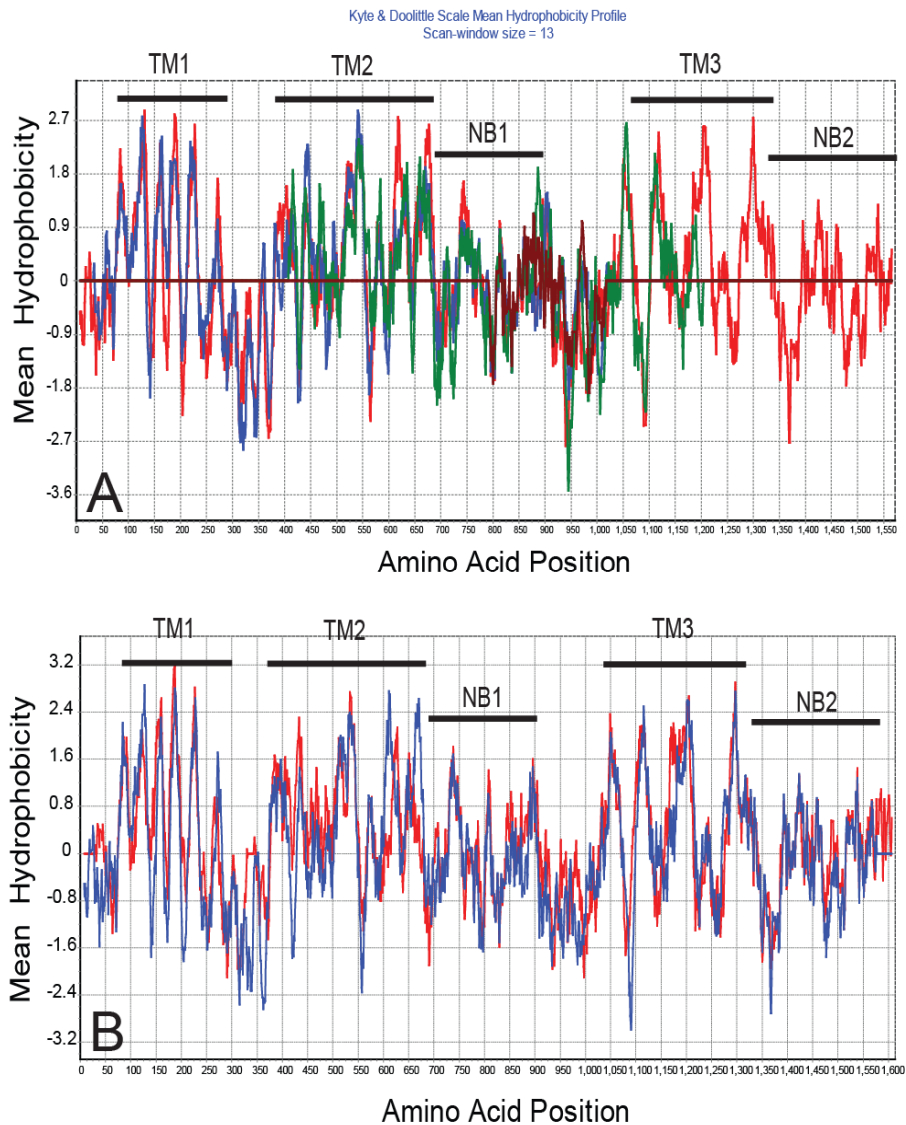 Kyte & Doolittle Scale Mean Hydrophobicity Profile
Scan-window size = 13
TM1 TM2 TM3
NB1 NB2
2.7
1.8
0.9
0
-0.9
-1.8
-2.7
-3.6
Mean Hydrophobicity
A
0 50 100 150 200 250 300 350 400 450 500 550 600 650 700 750 800 850 900 950 1,000 1,050 1,100 1,150 1,200 1,250 1,300 1,350 1,400 1,450 1,500 1,550
Amino Acid Position
TM1 TM2 TM3
NB1 NB2
3.2
2.4
1.6
0.8
0
-0.8
-1.6
-2.4
-3.2
Mean Hydrophobicity
B
0 50 100 150 200 250 300 350 400 450 500 550 600 650 700 750 800 850 900 950 1,000 1,050 1,100 1,150 1,200 1,250 1,300 1,350 1,400 1,450 1,500 1,550 1,600
Amino Acid Position